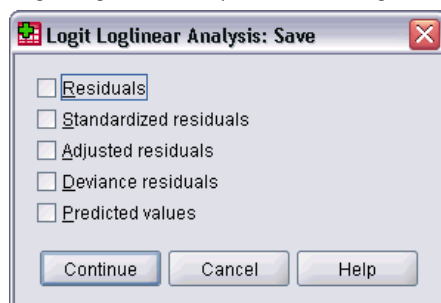 Logit Loglinear Analysis: Save
Residuals
Standardized residuals
Adjusted residuals
Deviance residuals
Predicted values
Continue Cancel Help